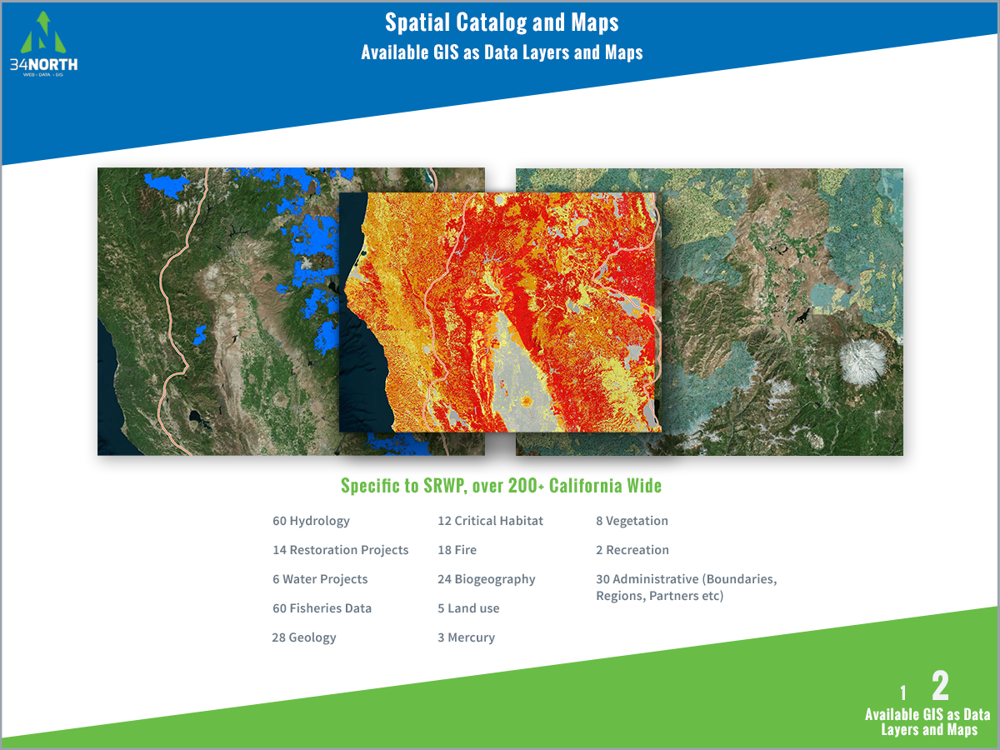 Spatial Catalog and Maps
Available GIS as Data Layers and Maps
34NORTH
WEB - DATA - GIS
Specific to SRWP, over 200+ California Wide
60 Hydrology
14 Restoration Projects
6 Water Projects
60 Fisheries Data
28 Geology
12 Critical Habitat
18 Fire
24 Biogeography
5 Land use
3 Mercury
8 Vegetation
2 Recreation
30 Administrative (Boundaries,
Regions, Partners etc)
1 2
Available GIS as Data
Layers and Maps